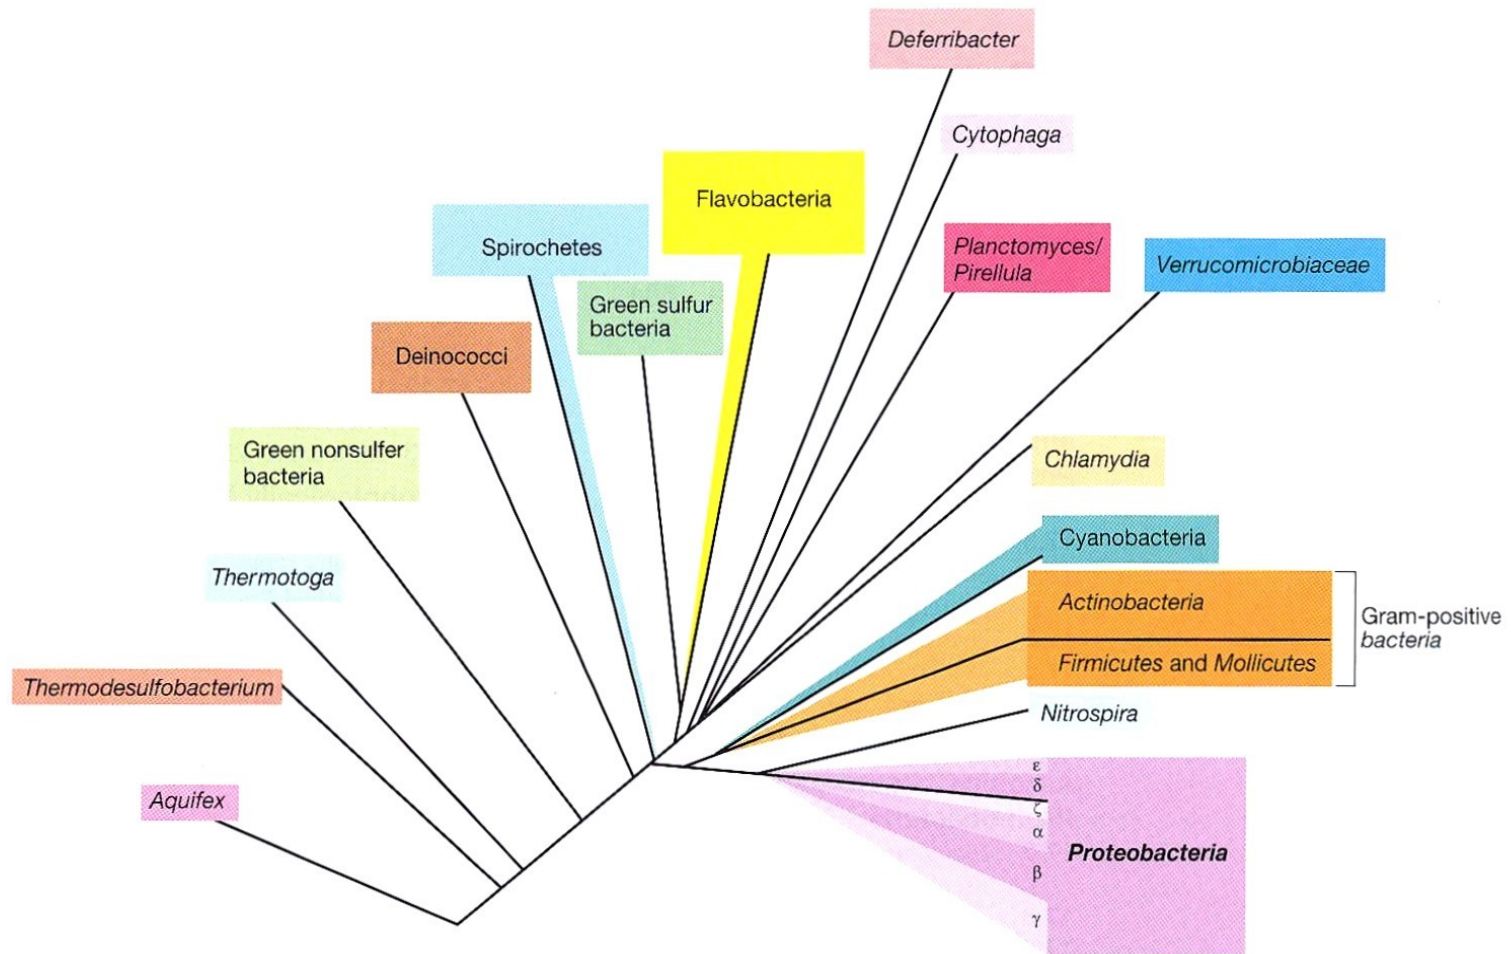 Deferribacter
Cytophaga
Flavobacteria
Spirochetes
Planctomyces/
Pirellula
Verrucomicrobiaceae
Green sulfur
bacteria
Deinococci
Green nonsulfer
bacteria
Chlamydia
Cyanobacteria
Thermotoga
Actinobacteria
Gram-positive
bacteria
Firmicutes and Mollicutes
Thermodesulfobacterium
Nitrospira
Aquifex
ε
δ
ζ
α
β
γ
Proteobacteria